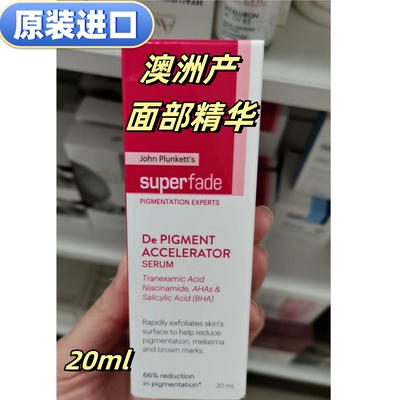 原装进口
澳洲产
面部精华
John Plunkett's
superfade
PIGMENTATION EXPERTS
De PIGMENT
ACCELERATOR
SERUM
Tranexamic Acid
Niacinamide, AHAs &
Salicylic Acid (BHA)
Rapidly exfoliates skin's
surface to help reduce
pigmentation, melasma
and brown marks.
66% reduction
in pigmentation*
20 mL
20ml